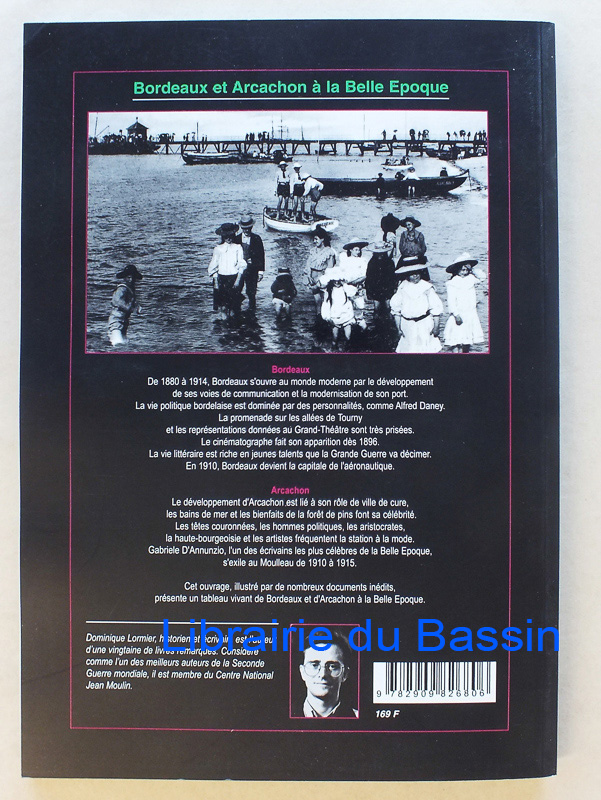 Bordeaux et Arcachon à la Belle Epoque
Bordeaux
De 1880 à 1914, Bordeaux s'ouvre au monde moderne par le développement
de ses voies de communication et la modernisation de son port.
La vie politique bordelaise est dominée par des personnalités, comme Alfred Daney.
La promenade sur les allées de Tourny
et les représentations données au Grand-Théâtre sont très prisées.
Le cinématographe fait son apparition dès 1896.
La vie littéraire est riche en jeunes talents que la Grande Guerre va décimer.
En 1910, Bordeaux devient la capitale de l'aéronautique.
Arcachon
Le développement d'Arcachon est lié à son rôle de ville de cure,
les bains de mer et les bienfaits de la forêt de pins font sa célébrité.
Les têtes couronnées, les hommes politiques, les aristocrates,
la haute-bourgeoisie et les artistes fréquentent la station à la mode.
Gabriele D'Annunzio, l'un des écrivains les plus célèbres de la Belle Epoque,
s'exile au Moulleau de 1910 à 1915.
Cet ouvrage, illustré par de nombreux documents inédits,
présente un tableau vivant de Bordeaux et d'Arcachon à la Belle Epoque.
Dominique Lormier, historien et écrivain, est l'auteur
d'une vingtaine de livres remarqués. Considéré
comme l'un des meilleurs auteurs de la Seconde
Guerre mondiale, il est membre du Centre National
Jean Moulin.
Librairie du Bassin
9 782909 826806
169 F